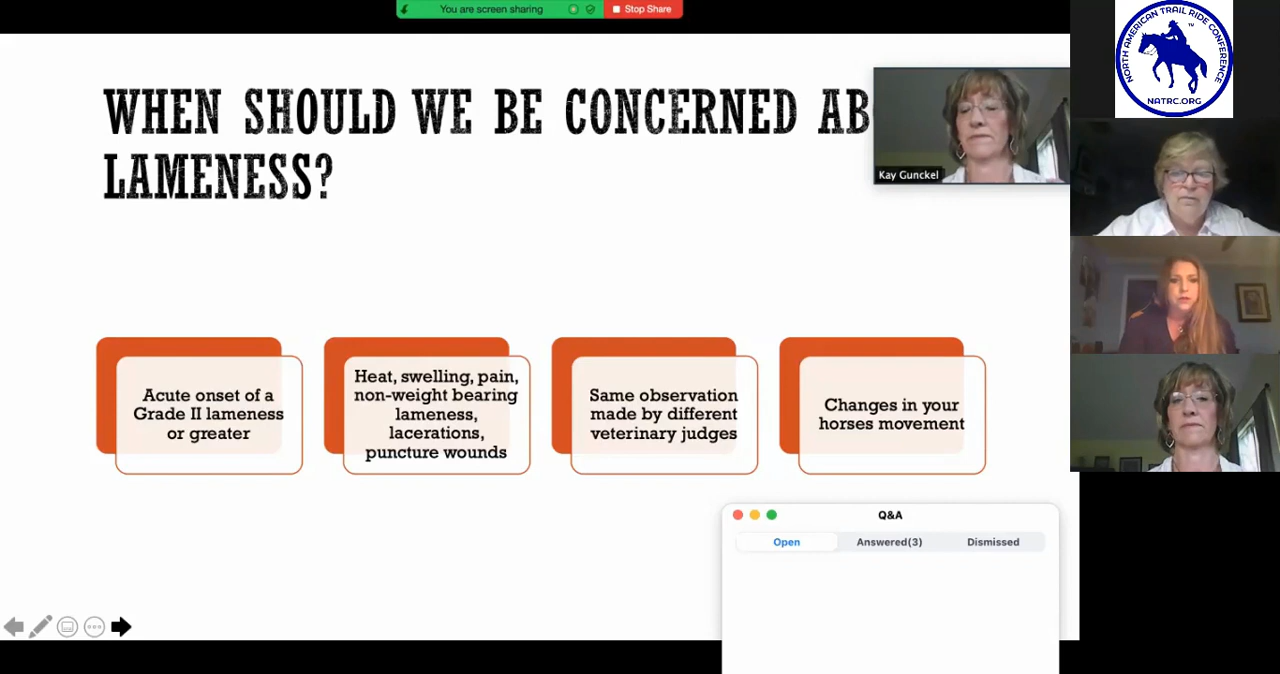 You are screen sharing
Stop Share
NORTH AMERICAN TRAIL RIDE CONFERENCE
TM
NATRC.ORG
WHEN SHOULD WE BE CONCERNED AB
LAMENESS?
Kay Gunckel
Acute onset of a
Grade II lameness
or greater
Heat, swelling, pain,
non-weight bearing
lameness,
lacerations,
puncture wounds
Same observation
made by different
veterinary judges
Changes in your
horses movement
Q&A
Open
Answered(3)
Dismissed